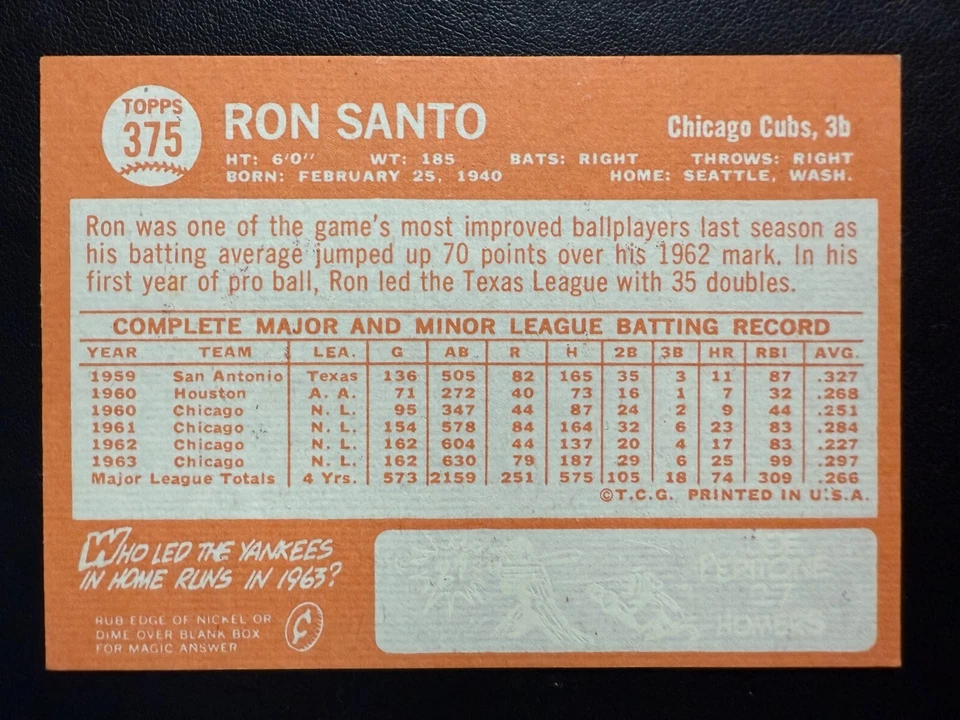 TOPPS
375
RON SANTO
Chicago Cubs, 3b
HT: 6'0" WT: 185 BATS: RIGHT THROWS: RIGHT
BORN: FEBRUARY 25, 1940 HOME: SEATTLE, WASH.
Ron was one of the game's most improved ballplayers last season as
his batting average jumped up 70 points over his 1962 mark. In his
first year of pro ball, Ron led the Texas League with 35 doubles.
COMPLETE MAJOR AND MINOR LEAGUE BATTING RECORD
YEAR TEAM LEA. G AB R H 2B 3B HR RBI AVG.
1959 San Antonio Texas 136 505 82 165 35 3 11 87 .327
1960 Houston A. A. 71 272 40 73 16 1 7 32 .268
1960 Chicago N. L. 95 347 44 87 24 2 9 44 .251
1961 Chicago N. L. 154 578 84 164 32 6 23 83 .284
1962 Chicago N. L. 162 604 44 137 20 4 17 83 .227
1963 Chicago N. L. 162 630 79 187 29 6 25 99 .297
Major League Totals 4 Yrs. 573 2159 251 575 105 18 74 309 .266
©T.C.G. PRINTED IN U.S.A.
WHO LED THE YANKEES
IN HOME RUNS IN 1963?
RUB EDGE OF NICKEL OR
DIME OVER BLANK BOX
FOR MAGIC ANSWER
¢
27
HOMERS